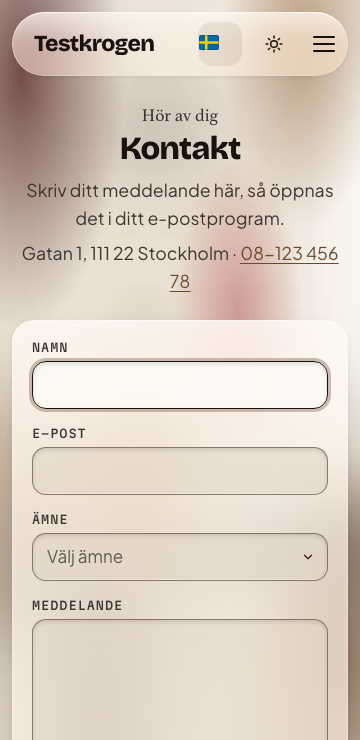 Testkrogen
Hör av dig
Kontakt
Skriv ditt meddelande här, så öppnas
det i ditt e-postprogram.
Gatan 1, 111 22 Stockholm · 08–123 456
78
NAMN
E-POST
ÄMNE
Välj ämne
MEDDELANDE